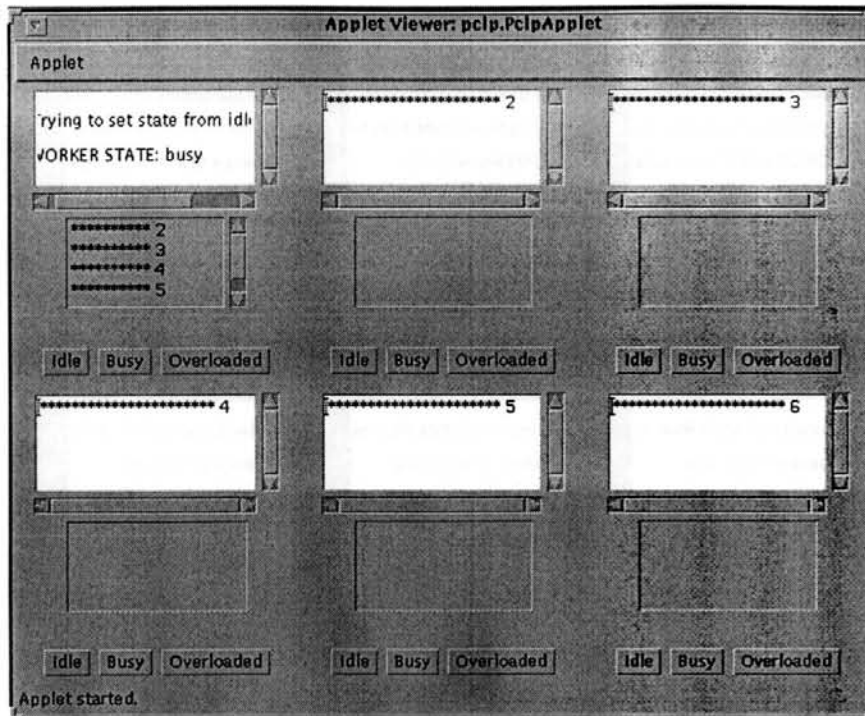 Applet Viewer: pclp.PclpApplet
Applet
Trying to set state from idl
WORKER STATE: busy
********************** 2
********************** 3
********** 2
********** 3
********** 4
********** 5
Idle Busy Overloaded
Idle Busy Overloaded
Idle Busy Overloaded
********************** 4
********************** 5
********************** 6
Idle Busy Overloaded
Idle Busy Overloaded
Idle Busy Overloaded
Applet started.